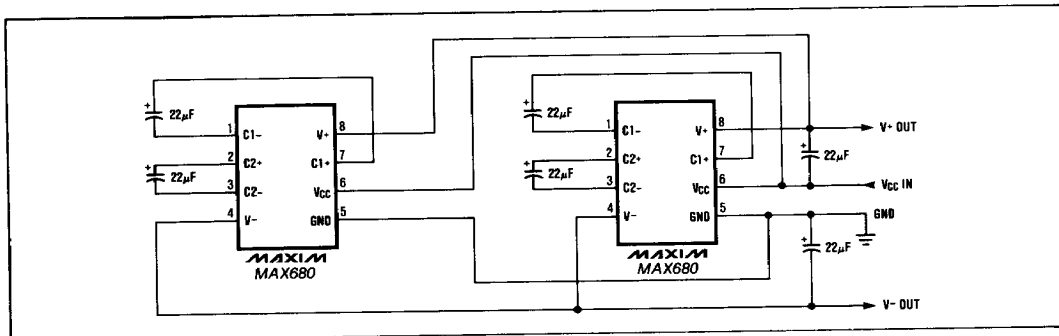 22µF
1 C1-
V+ 8
C1+ 7
+
22µF
2 C2+
3 C2-
VCC 6
4 V-
GND 5
MAXIM
MAX680
+
22µF
1 C1-
V+ 8
C1+ 7
+
22µF
2 C2+
3 C2-
VCC 6
4 V-
GND 5
MAXIM
MAX680
+
V+ OUT
+
22µF
VCC IN
GND
+
22µF
V- OUT